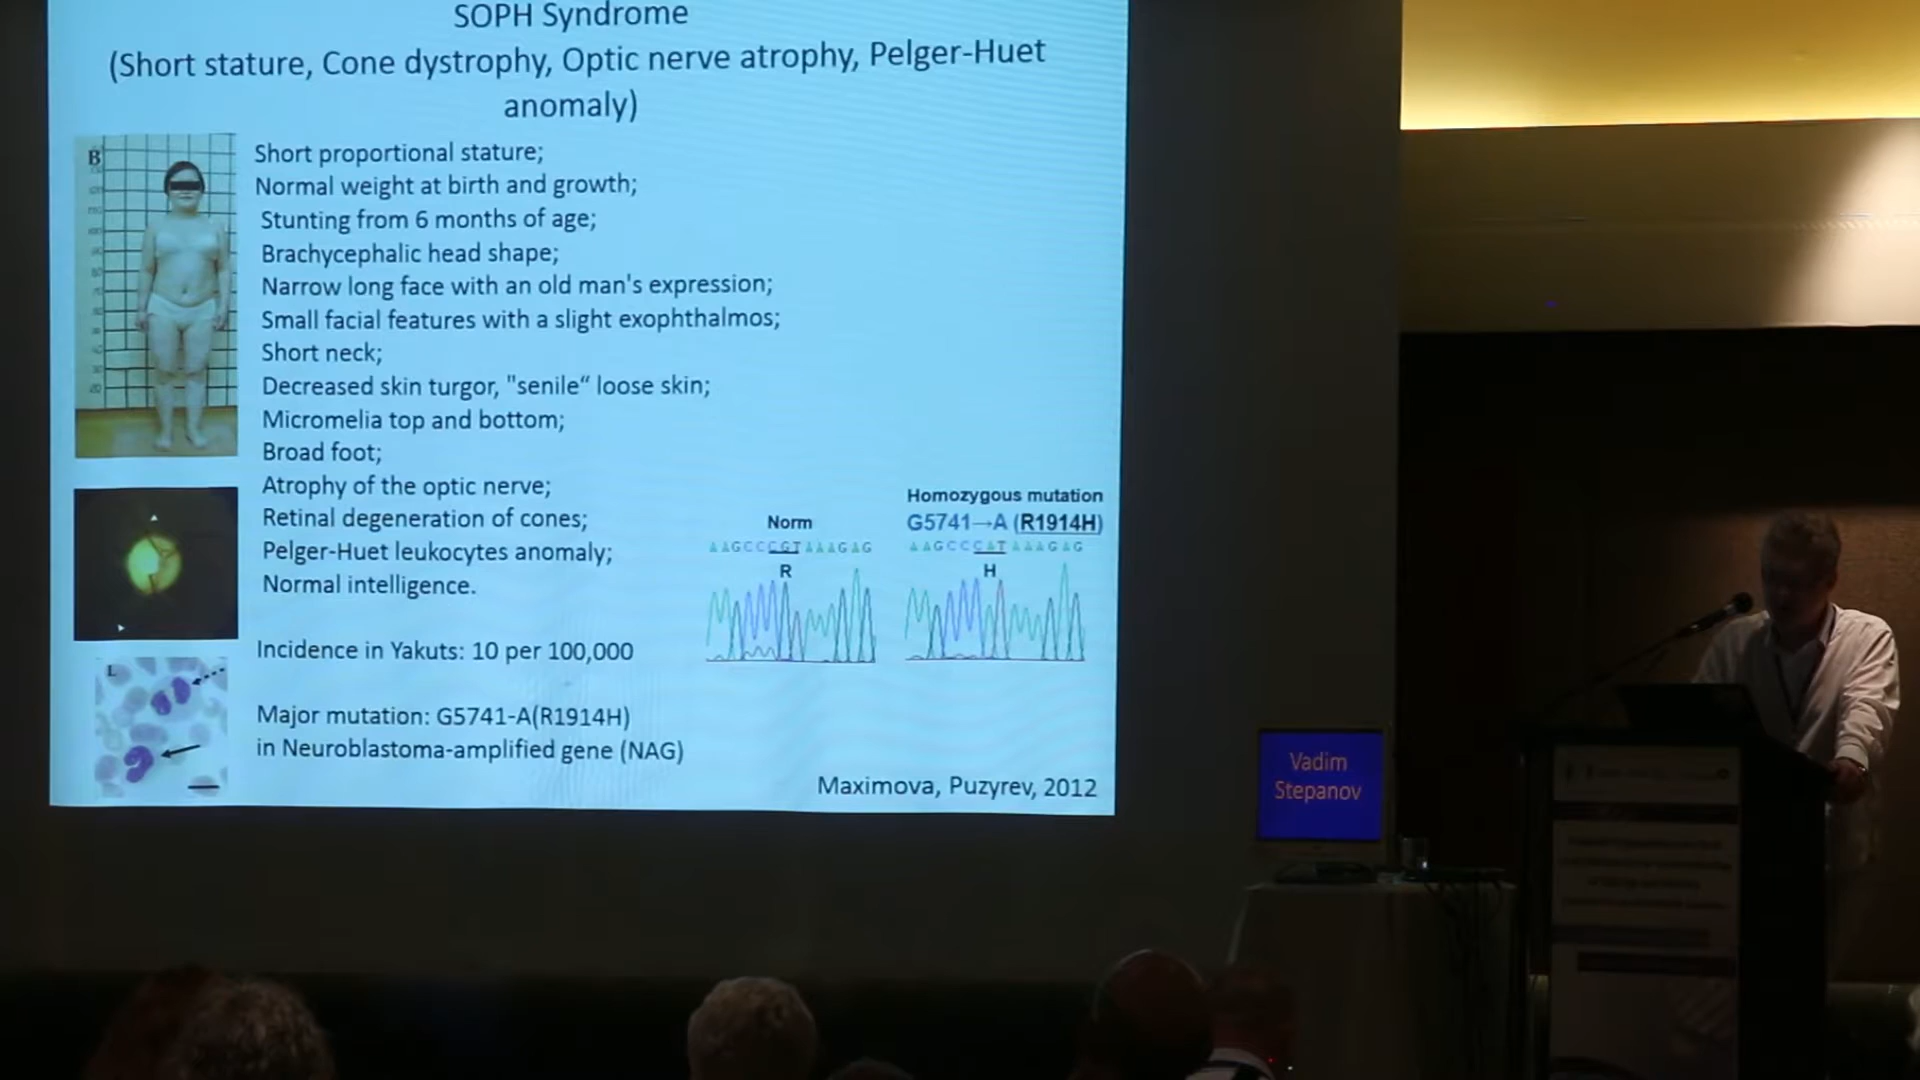 SOPH Syndrome
(Short stature, Cone dystrophy, Optic nerve atrophy, Pelger-Huet
anomaly)
B
Short proportional stature;
Normal weight at birth and growth;
Stunting from 6 months of age;
Brachycephalic head shape;
Narrow long face with an old man's expression;
Small facial features with a slight exophthalmos;
Short neck;
Decreased skin turgor, "senile“ loose skin;
Micromelia top and bottom;
Broad foot;
Atrophy of the optic nerve;
Retinal degeneration of cones;
Pelger-Huet leukocytes anomaly;
Normal intelligence.
Incidence in Yakuts: 10 per 100,000
Major mutation: G5741-A(R1914H)
in Neuroblastoma-amplified gene (NAG)
Norm
AAGCCCGTAAAGAG
R
Homozygous mutation
G5741→A (R1914H)
AAGCCCATAAAGAG
H
L
Maximova, Puzyrev, 2012
Vadim
Stepanov